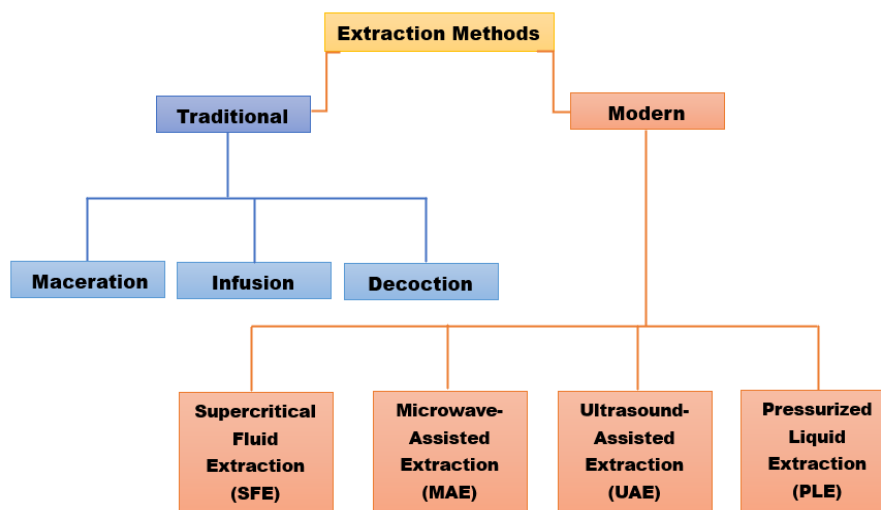 Extraction Methods
Traditional
Modern
Maceration
Infusion
Decoction
Supercritical
Fluid
Extraction
(SFE)
Microwave-
Assisted
Extraction
(MAE)
Ultrasound-
Assisted
Extraction
(UAE)
Pressurized
Liquid
Extraction
(PLE)